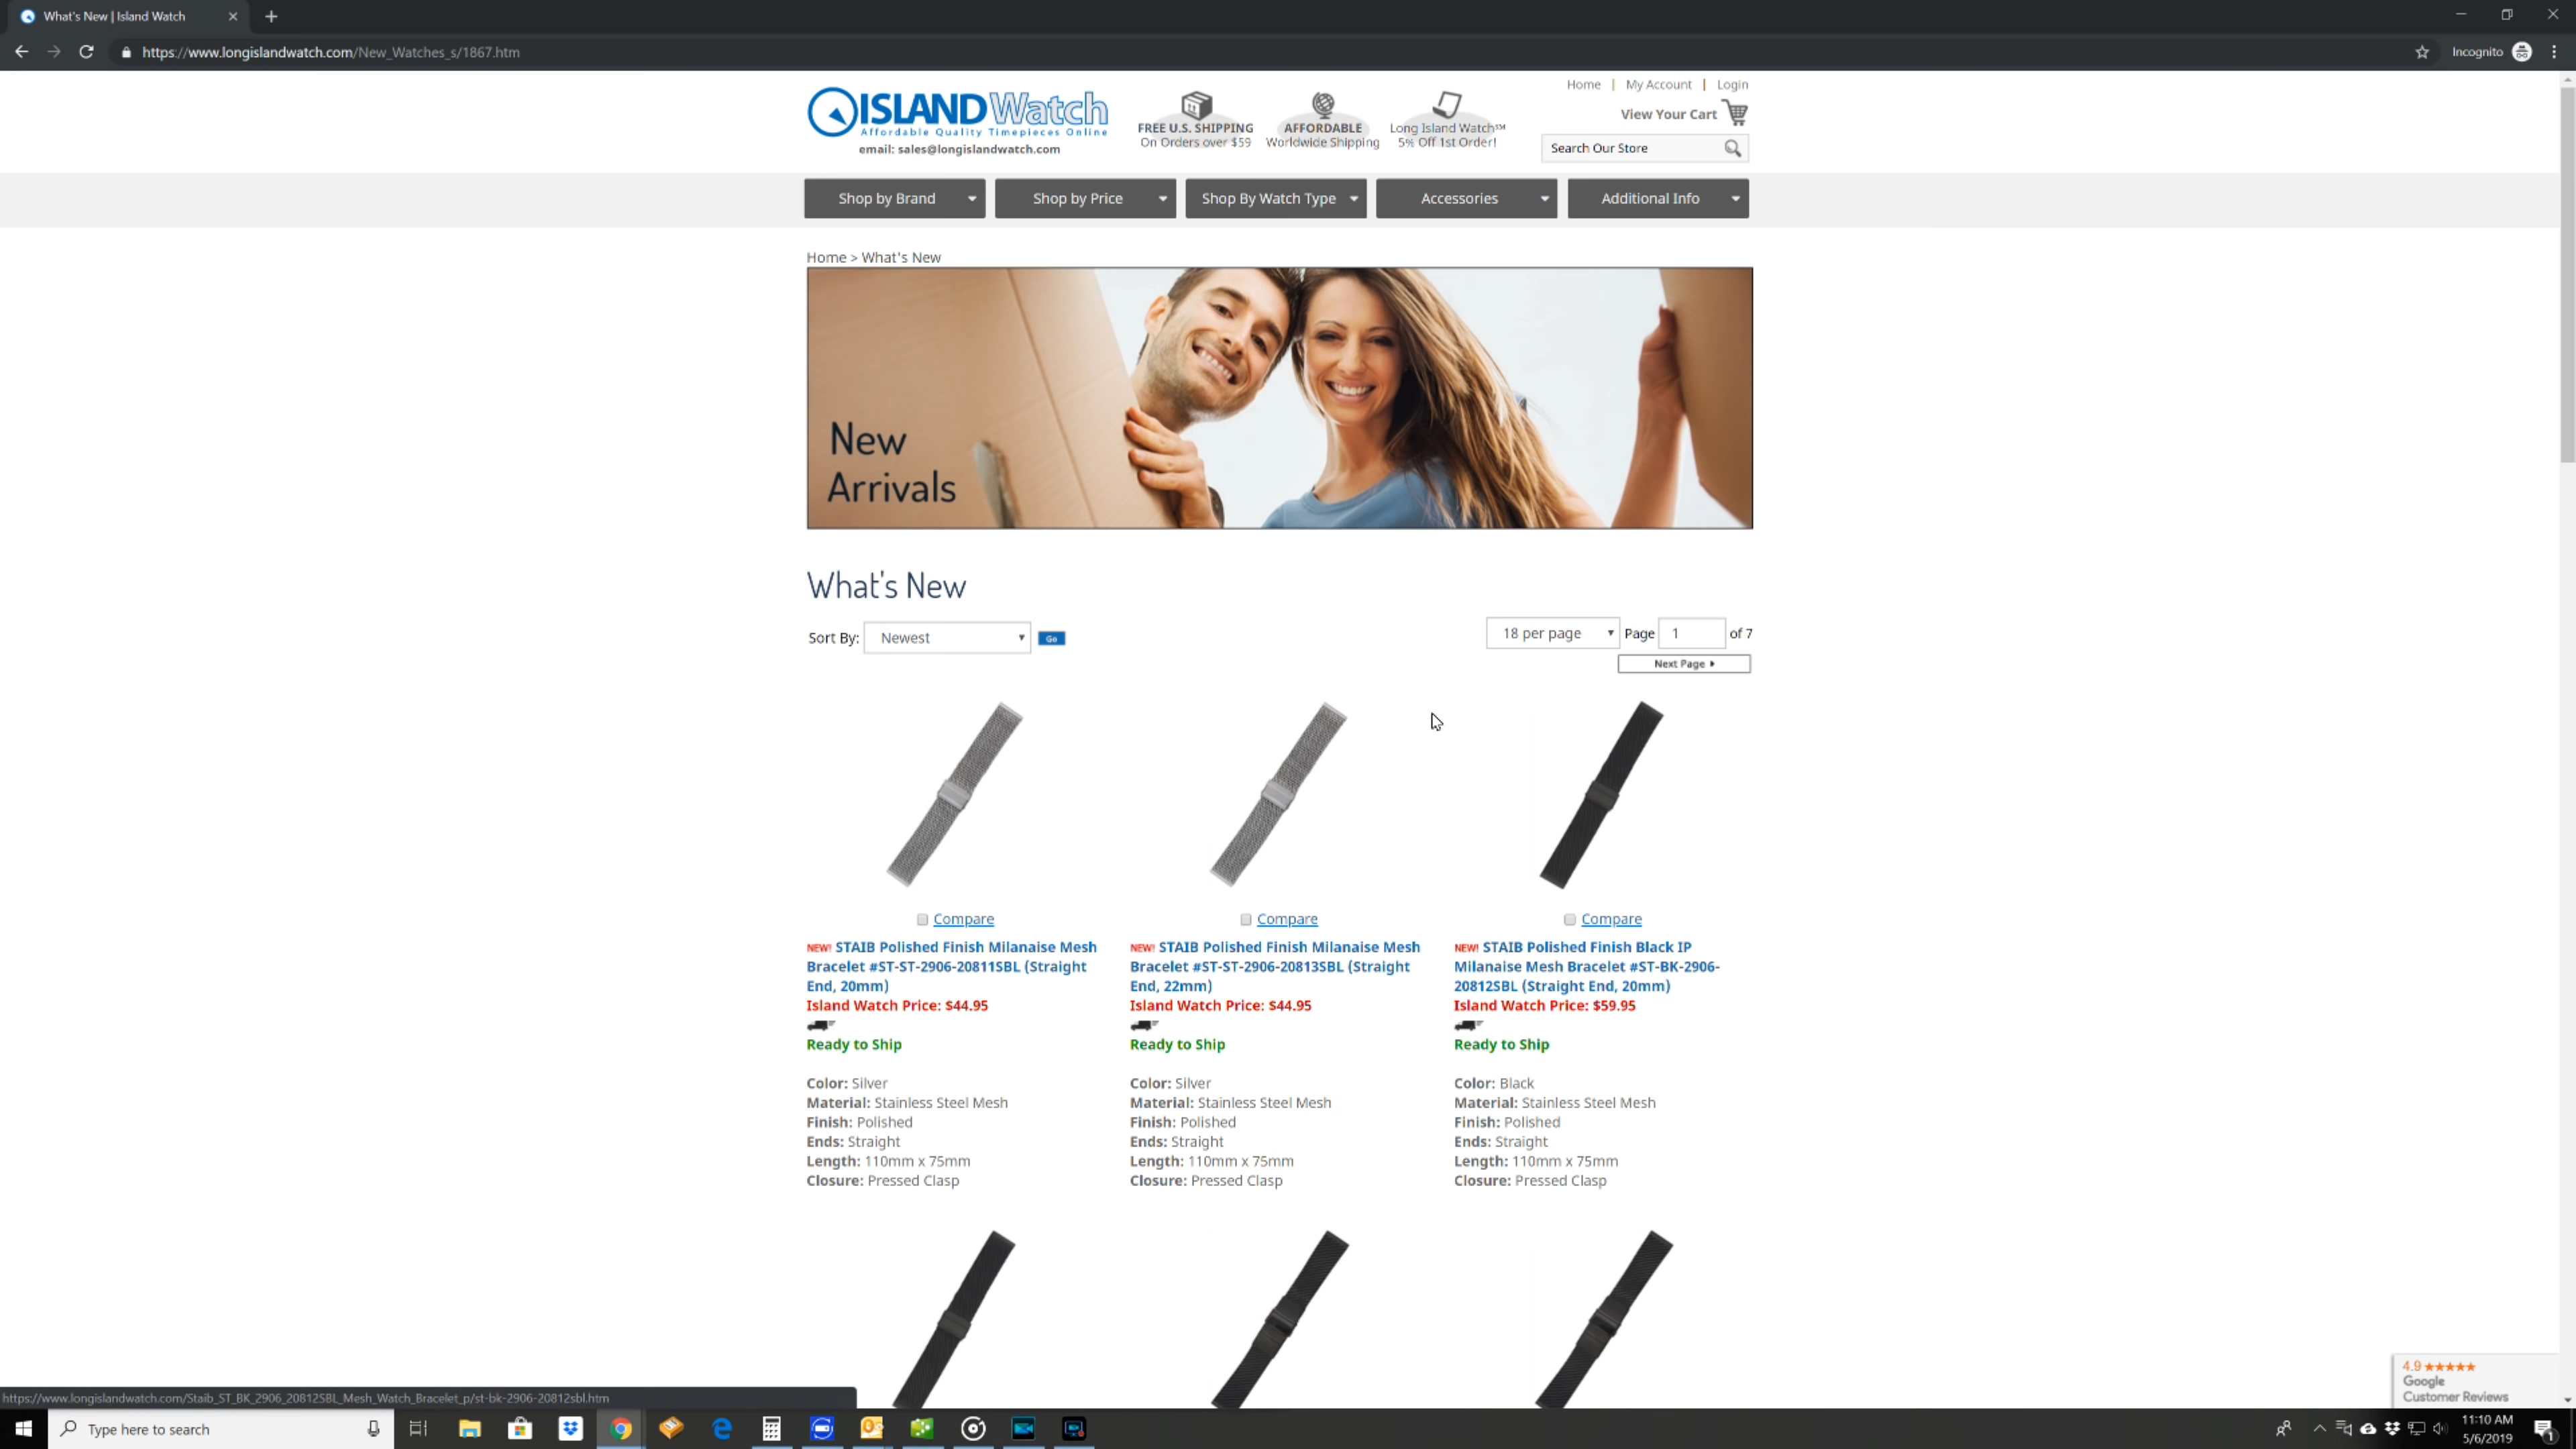 What's New | Island Watch
https://www.longislandwatch.com/New_Watches_s/1867.htm
Incognito
ISLAND Watch
Affordable Quality Timepieces Online
email: sales@longislandwatch.com
FREE U.S. SHIPPING
On Orders over $59
AFFORDABLE
Worldwide Shipping
Long Island Watch℠
5% Off 1st Order!
Home | My Account | Login
View Your Cart
Search Our Store
Shop by Brand
Shop by Price
Shop By Watch Type
Accessories
Additional Info
Home > What's New
New
Arrivals
What's New
Sort By: Newest Go
18 per page Page 1 of 7
Next Page
Compare
NEW! STAIB Polished Finish Milanaise Mesh
Bracelet #ST-ST-2906-20811SBL (Straight
End, 20mm)
Island Watch Price: $44.95
Ready to Ship
Color: Silver
Material: Stainless Steel Mesh
Finish: Polished
Ends: Straight
Length: 110mm x 75mm
Closure: Pressed Clasp
Compare
NEW! STAIB Polished Finish Milanaise Mesh
Bracelet #ST-ST-2906-20813SBL (Straight
End, 22mm)
Island Watch Price: $44.95
Ready to Ship
Color: Silver
Material: Stainless Steel Mesh
Finish: Polished
Ends: Straight
Length: 110mm x 75mm
Closure: Pressed Clasp
Compare
NEW! STAIB Polished Finish Black IP
Milanaise Mesh Bracelet #ST-BK-2906-
20812SBL (Straight End, 20mm)
Island Watch Price: $59.95
Ready to Ship
Color: Black
Material: Stainless Steel Mesh
Finish: Polished
Ends: Straight
Length: 110mm x 75mm
Closure: Pressed Clasp
4.9 ★★★★★
Google
Customer Reviews
https://www.longislandwatch.com/Staib_ST_BK_2906_20812SBL_Mesh_Watch_Bracelet_p/st-bk-2906-20812sbl.htm
Type here to search
11:10 AM
5/6/2019
1